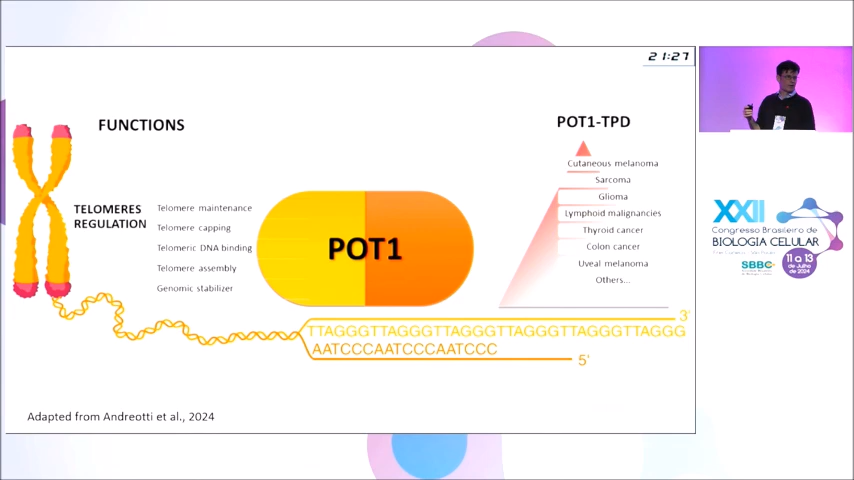 21:27
FUNCTIONS
POT1-TPD
Cutaneous melanoma
Sarcoma
Glioma
Lymphoid malignancies
Thyroid cancer
Colon cancer
Uveal melanoma
Others...
TELOMERES
REGULATION
Telomere maintenance
Telomere capping
Telomeric DNA binding
Telomere assembly
Genomic stabilizer
POT1
3'
TTAGGGTTAGGGTTAGGGTTAGGGTTAGGGTTAGGG
AATCCCAATCCCAATCCC
5'
Adapted from Andreotti et al., 2024
XXII
Congresso Brasileiro de
BIOLOGIA CELULAR
SBBC
11 a 13
de Julho
de 2024